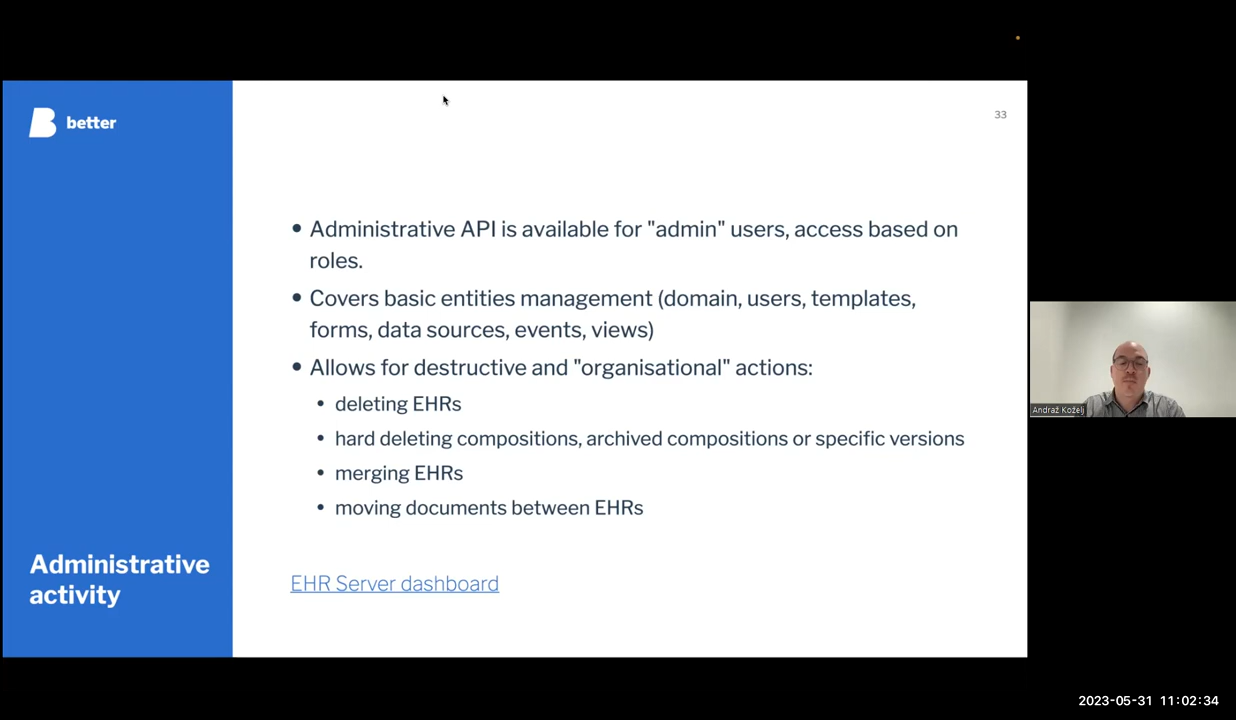 better
33
• Administrative API is available for "admin" users, access based on
roles.
• Covers basic entities management (domain, users, templates,
forms, data sources, events, views)
• Allows for destructive and "organisational" actions:
• deleting EHRs
• hard deleting compositions, archived compositions or specific versions
• merging EHRs
• moving documents between EHRs
Administrative
activity
EHR Server dashboard
Andraž Koželj
2023-05-31 11:02:34